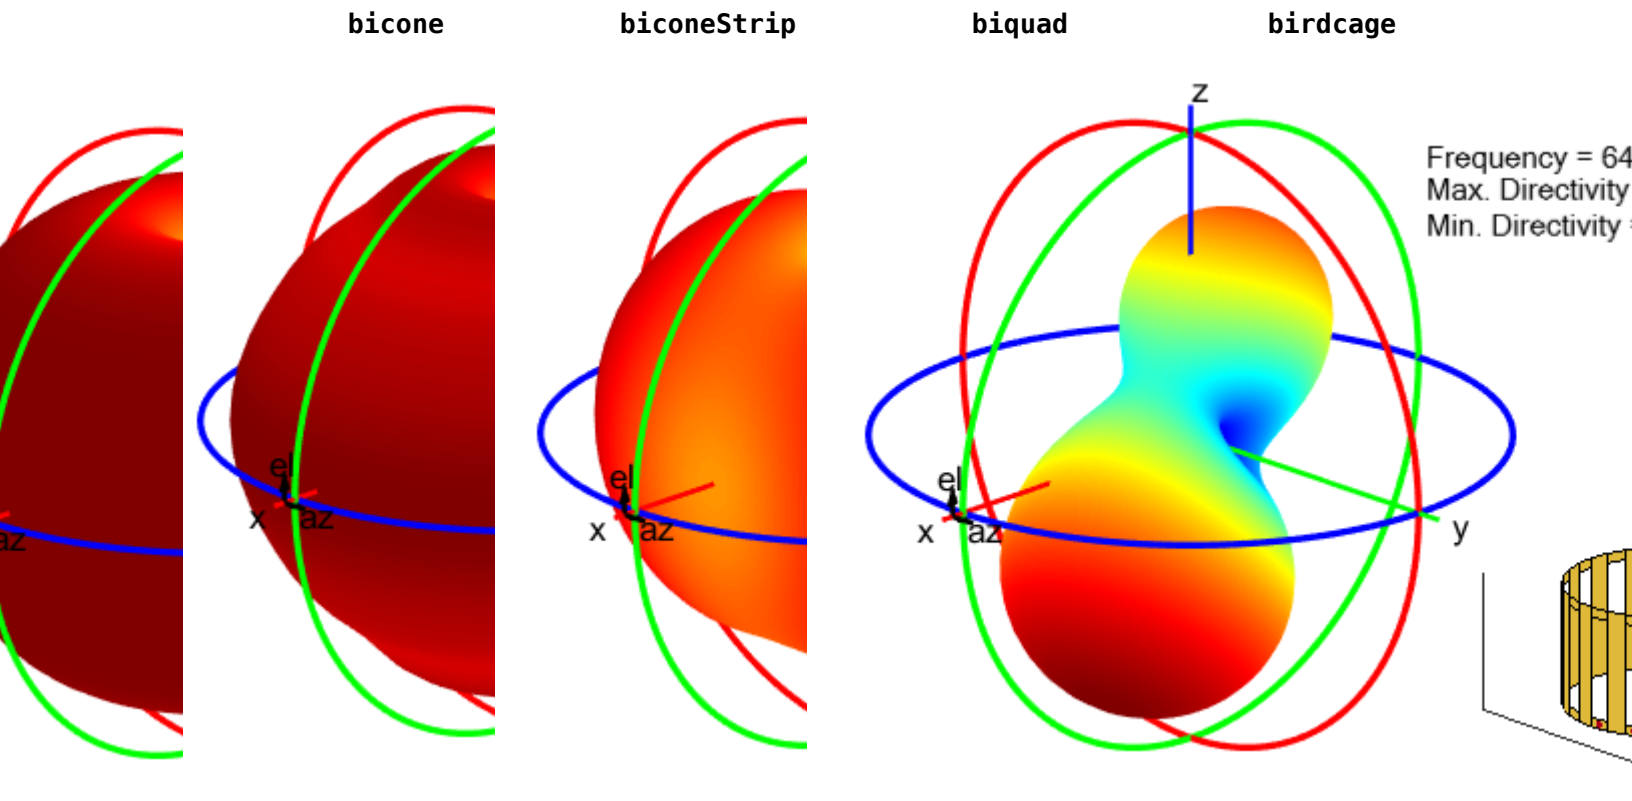 bicone biconeStrip biquad birdcage
z
Frequency = 64
Max. Directivity
Min. Directivity =
el
x az
az
el
x az
el
x az
y